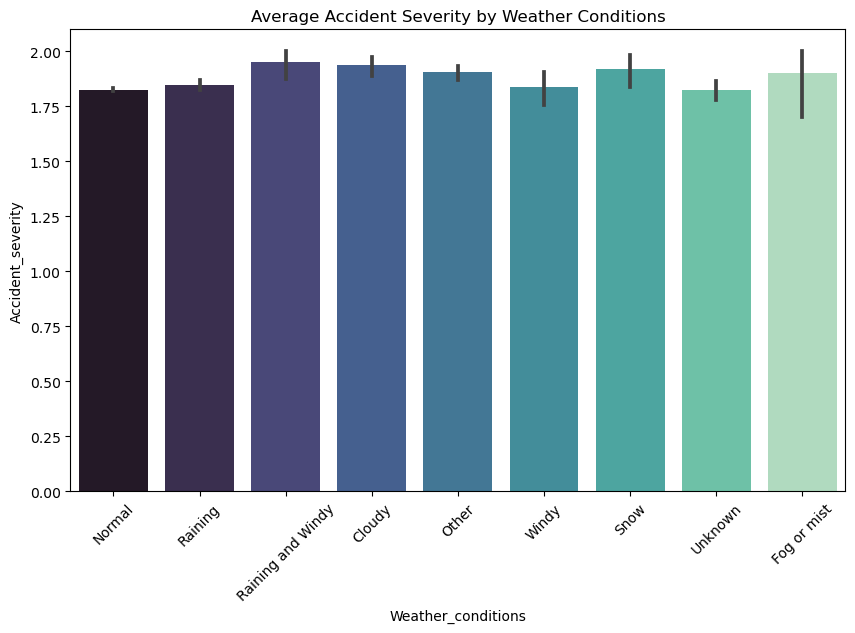 Average Accident Severity by Weather Conditions
Accident_severity
2.00
1.75
1.50
1.25
1.00
0.75
0.50
0.25
0.00
Normal
Raining
Raining and Windy
Cloudy
Other
Windy
Snow
Unknown
Fog or mist
Weather_conditions